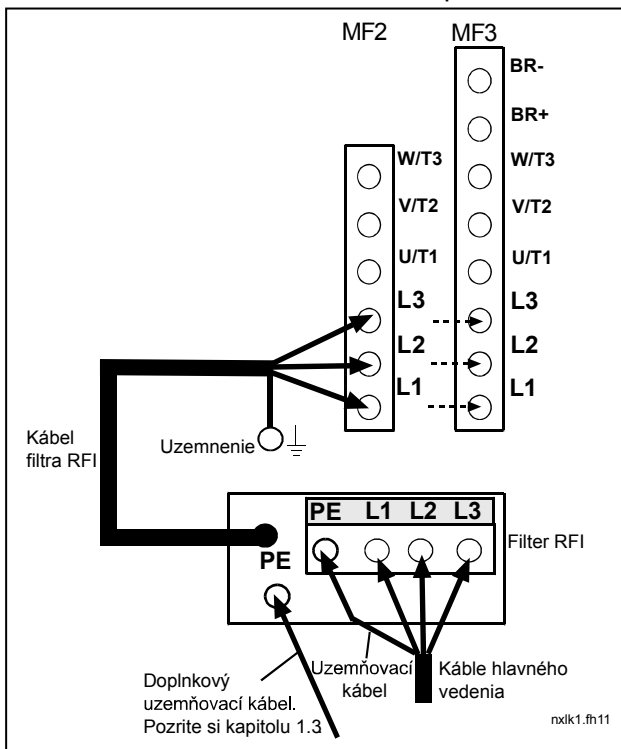 MF2
MF3
BR-
BR+
W/T3
W/T3
V/T2
V/T2
U/T1
U/T1
L3
L3
L2
L2
L1
L1
Kábel
filtra RFI
Uzemnenie
PE L1 L2 L3
Filter RFI
PE
Doplnkový
uzemňovací kábel.
Pozrite si kapitolu 1.3
Uzemňovací
kábel
Káble hlavného
vedenia
nxlk1.fh11